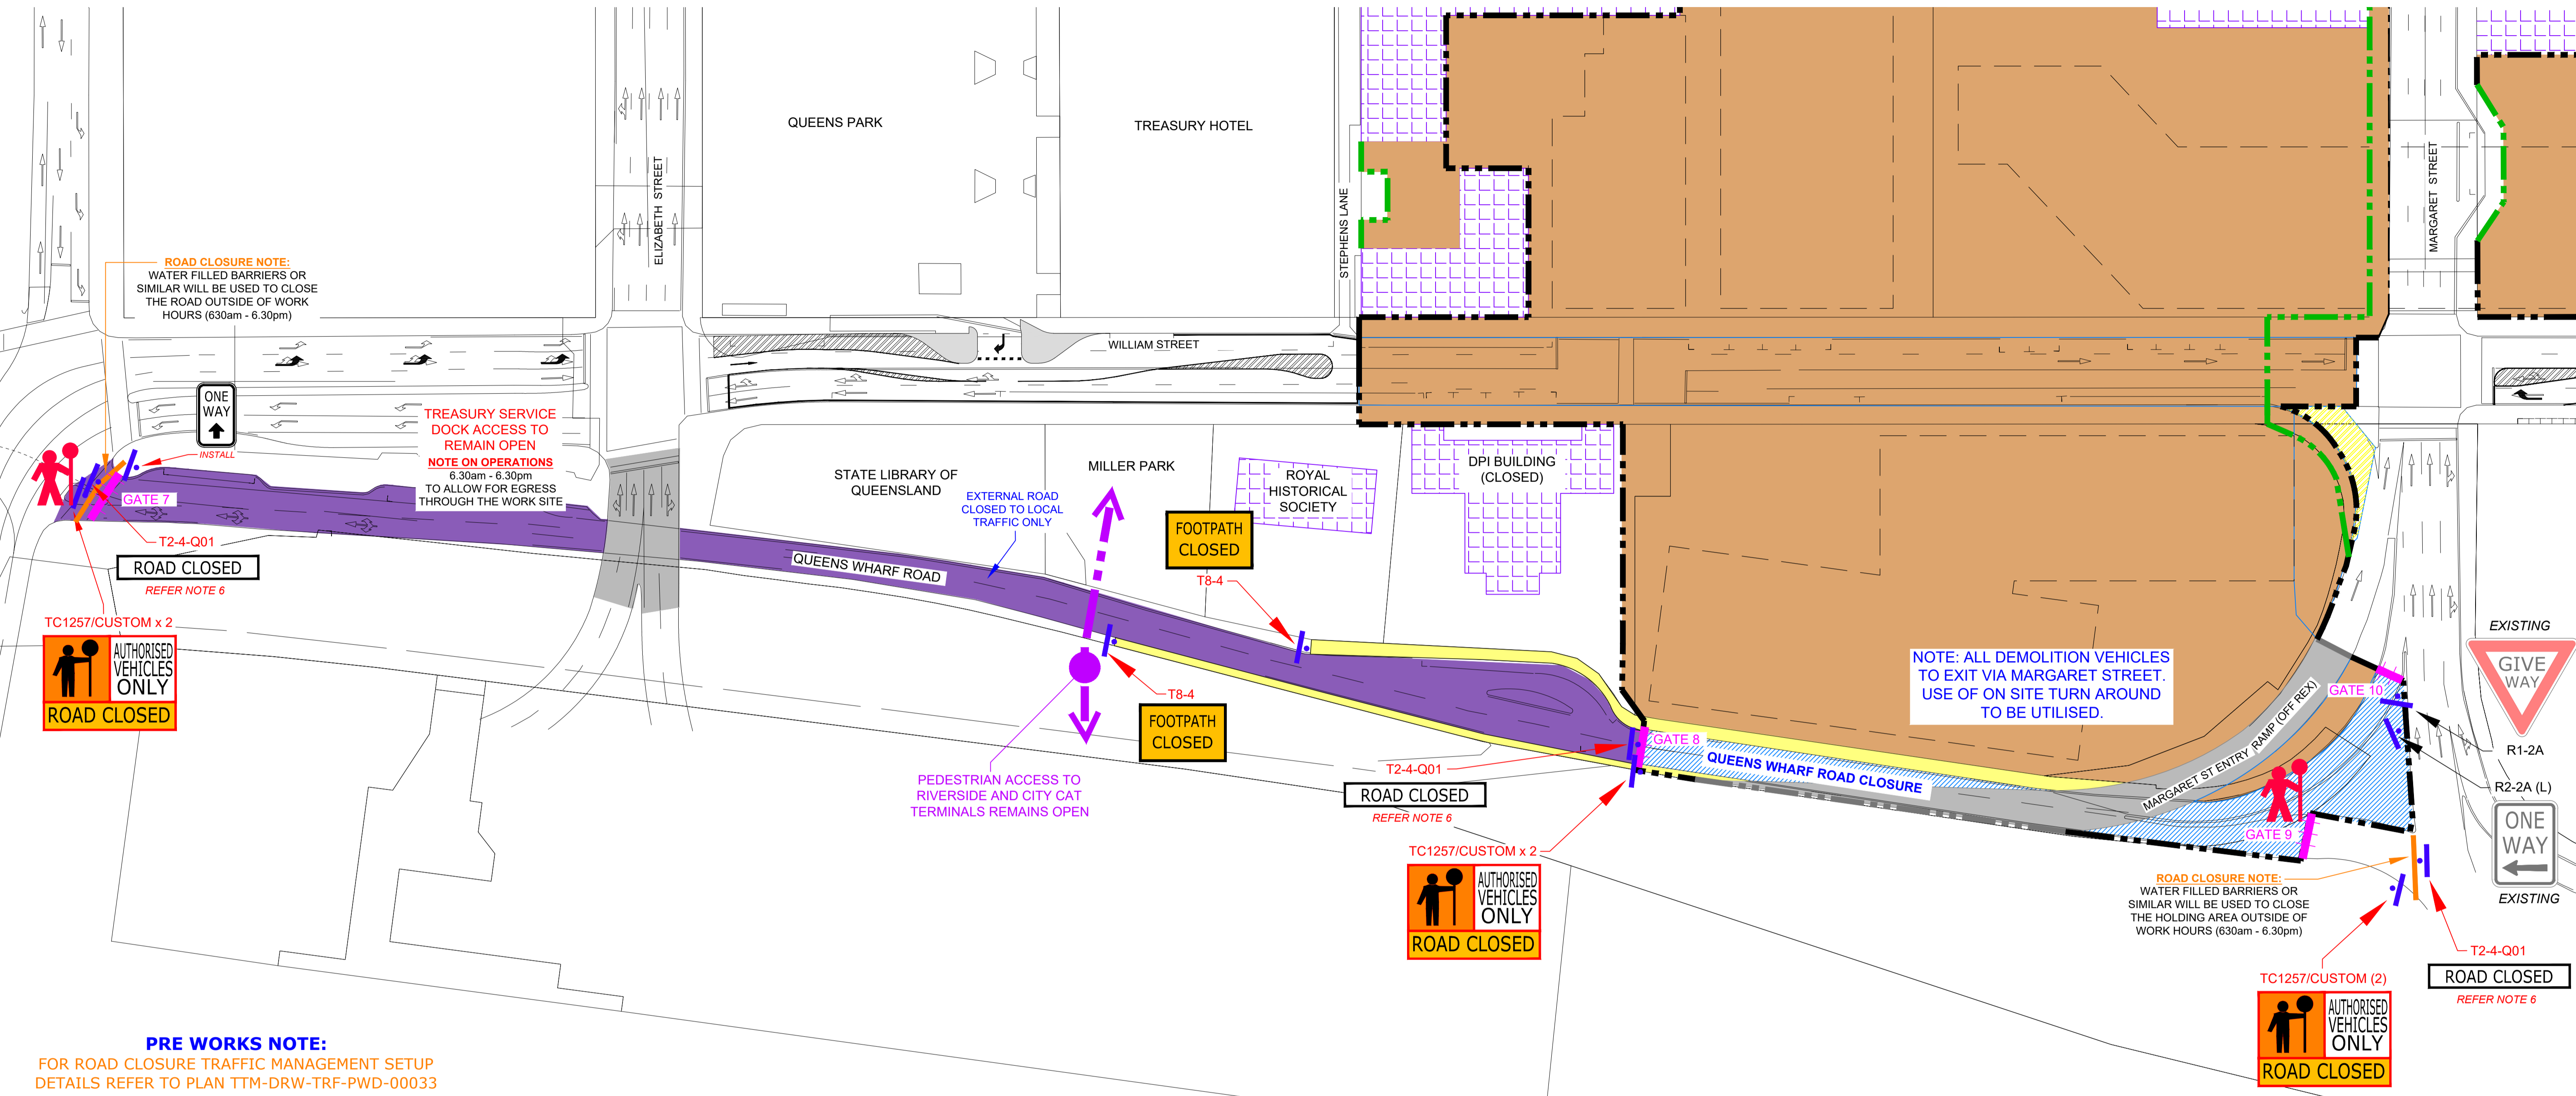 QUEENS PARK
TREASURY HOTEL
ELIZABETH STREET
STEPHENS LANE
MARGARET STREET
ROAD CLOSURE NOTE:
WATER FILLED BARRIERS OR
SIMILAR WILL BE USED TO CLOSE
THE ROAD OUTSIDE OF WORK
HOURS (630am - 6.30pm)
WILLIAM STREET
ONE
WAY
INSTALL
TREASURY SERVICE
DOCK ACCESS TO
REMAIN OPEN
NOTE ON OPERATIONS
6.30am - 6.30pm
TO ALLOW FOR EGRESS
THROUGH THE WORK SITE
GATE 7
T2-4-Q01
ROAD CLOSED
REFER NOTE 6
TC1257/CUSTOM x 2
AUTHORISED
VEHICLES
ONLY
ROAD CLOSED
STATE LIBRARY OF
QUEENSLAND
MILLER PARK
EXTERNAL ROAD
CLOSED TO LOCAL
TRAFFIC ONLY
QUEENS WHARF ROAD
ROYAL
HISTORICAL
SOCIETY
DPI BUILDING
(CLOSED)
FOOTPATH
CLOSED
T8-4
T8-4
FOOTPATH
CLOSED
PEDESTRIAN ACCESS TO
RIVERSIDE AND CITY CAT
TERMINALS REMAINS OPEN
T2-4-Q01
ROAD CLOSED
REFER NOTE 6
TC1257/CUSTOM x 2
AUTHORISED
VEHICLES
ONLY
ROAD CLOSED
GATE 8
QUEENS WHARF ROAD CLOSURE
NOTE: ALL DEMOLITION VEHICLES
TO EXIT VIA MARGARET STREET.
USE OF ON SITE TURN AROUND
TO BE UTILISED.
MARGARET ST ENTRY RAMP (OFF REX)
GATE 10
GATE 9
EXISTING
GIVE
WAY
R1-2A
R2-2A (L)
ONE
WAY
EXISTING
ROAD CLOSURE NOTE:
WATER FILLED BARRIERS OR
SIMILAR WILL BE USED TO CLOSE
THE HOLDING AREA OUTSIDE OF
WORK HOURS (630am - 6.30pm)
T2-4-Q01
ROAD CLOSED
REFER NOTE 6
TC1257/CUSTOM (2)
AUTHORISED
VEHICLES
ONLY
ROAD CLOSED
PRE WORKS NOTE:
FOR ROAD CLOSURE TRAFFIC MANAGEMENT SETUP
DETAILS REFER TO PLAN TTM-DRW-TRF-PWD-00033